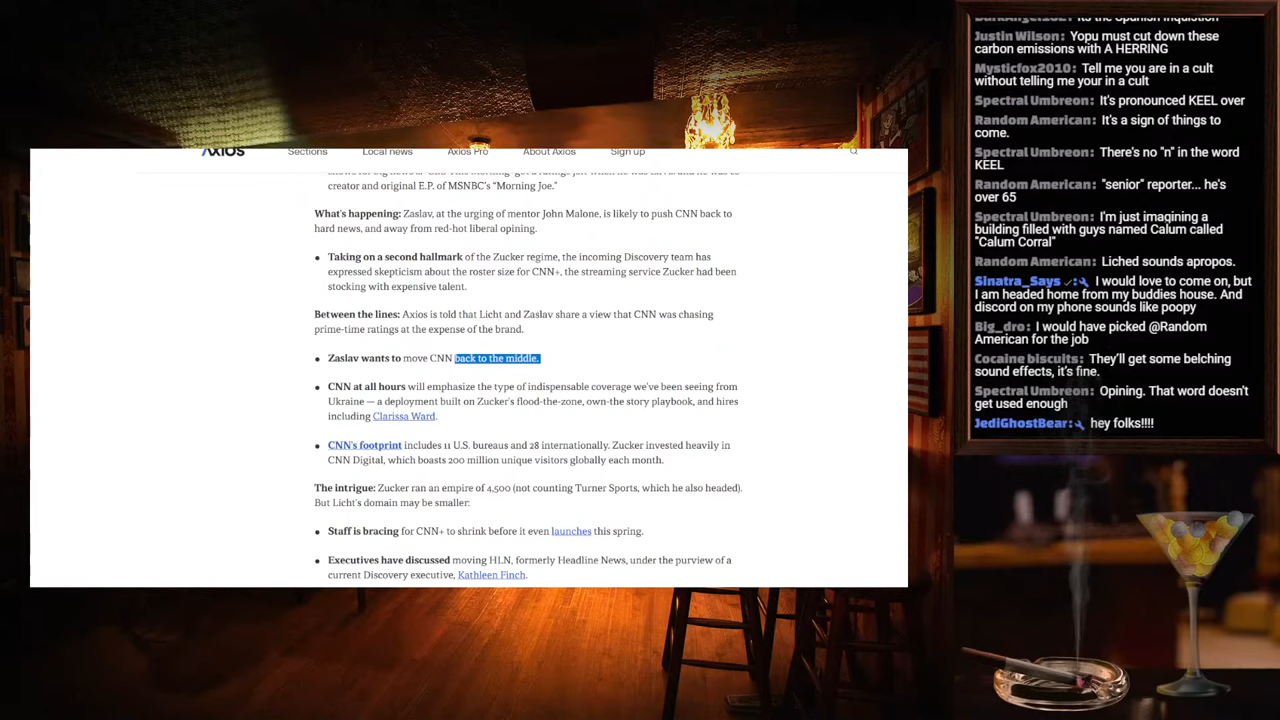 AXIOS
Sections
Local news
Axios Pro
About Axios
Sign up
creator and original E.P. of MSNBC's "Morning Joe."
What's happening: Zaslav, at the urging of mentor John Malone, is likely to push CNN back to
hard news, and away from red-hot liberal opining.
• Taking on a second hallmark of the Zucker regime, the incoming Discovery team has
expressed skepticism about the roster size for CNN+, the streaming service Zucker had been
stocking with expensive talent.
Between the lines: Axios is told that Licht and Zaslav share a view that CNN was chasing
prime-time ratings at the expense of the brand.
• Zaslav wants to move CNN back to the middle.
• CNN at all hours will emphasize the type of indispensable coverage we've been seeing from
Ukraine — a deployment built on Zucker's flood-the-zone, own-the story playbook, and hires
including Clarissa Ward.
• CNN's footprint includes 11 U.S. bureaus and 28 internationally. Zucker invested heavily in
CNN Digital, which boasts 200 million unique visitors globally each month.
The intrigue: Zucker ran an empire of 4,500 (not counting Turner Sports, which he also headed).
But Licht's domain may be smaller:
• Staff is bracing for CNN+ to shrink before it even launches this spring.
• Executives have discussed moving HLN, formerly Headline News, under the purview of a
current Discovery executive, Kathleen Finch.
Its the Spanish Inquistion
Justin Wilson: Yopu must cut down these
carbon emissions with A HERRING
Mysticfox2010: Tell me you are in a cult
without telling me your in a cult
Spectral Umbreon: It's pronounced KEEL over
Random American: It's a sign of things to
come.
Spectral Umbreon: There's no "n" in the word
KEEL
Random American: "senior" reporter... he's
over 65
Spectral Umbreon: I'm just imagining a
building filled with guys named Calum called
"Calum Corral"
Random American: Liched sounds apropos.
Sinatra_Says ✓: I would love to come on, but
I am headed home from my buddies house. And
discord on my phone sounds like poopy
Big_dro: I would have picked @Random
American for the job
Cocaine biscuits: They'll get some belching
sound effects, it's fine.
Spectral Umbreon: Opining. That word doesn't
get used enough
JediGhostBear: hey folks!!!!